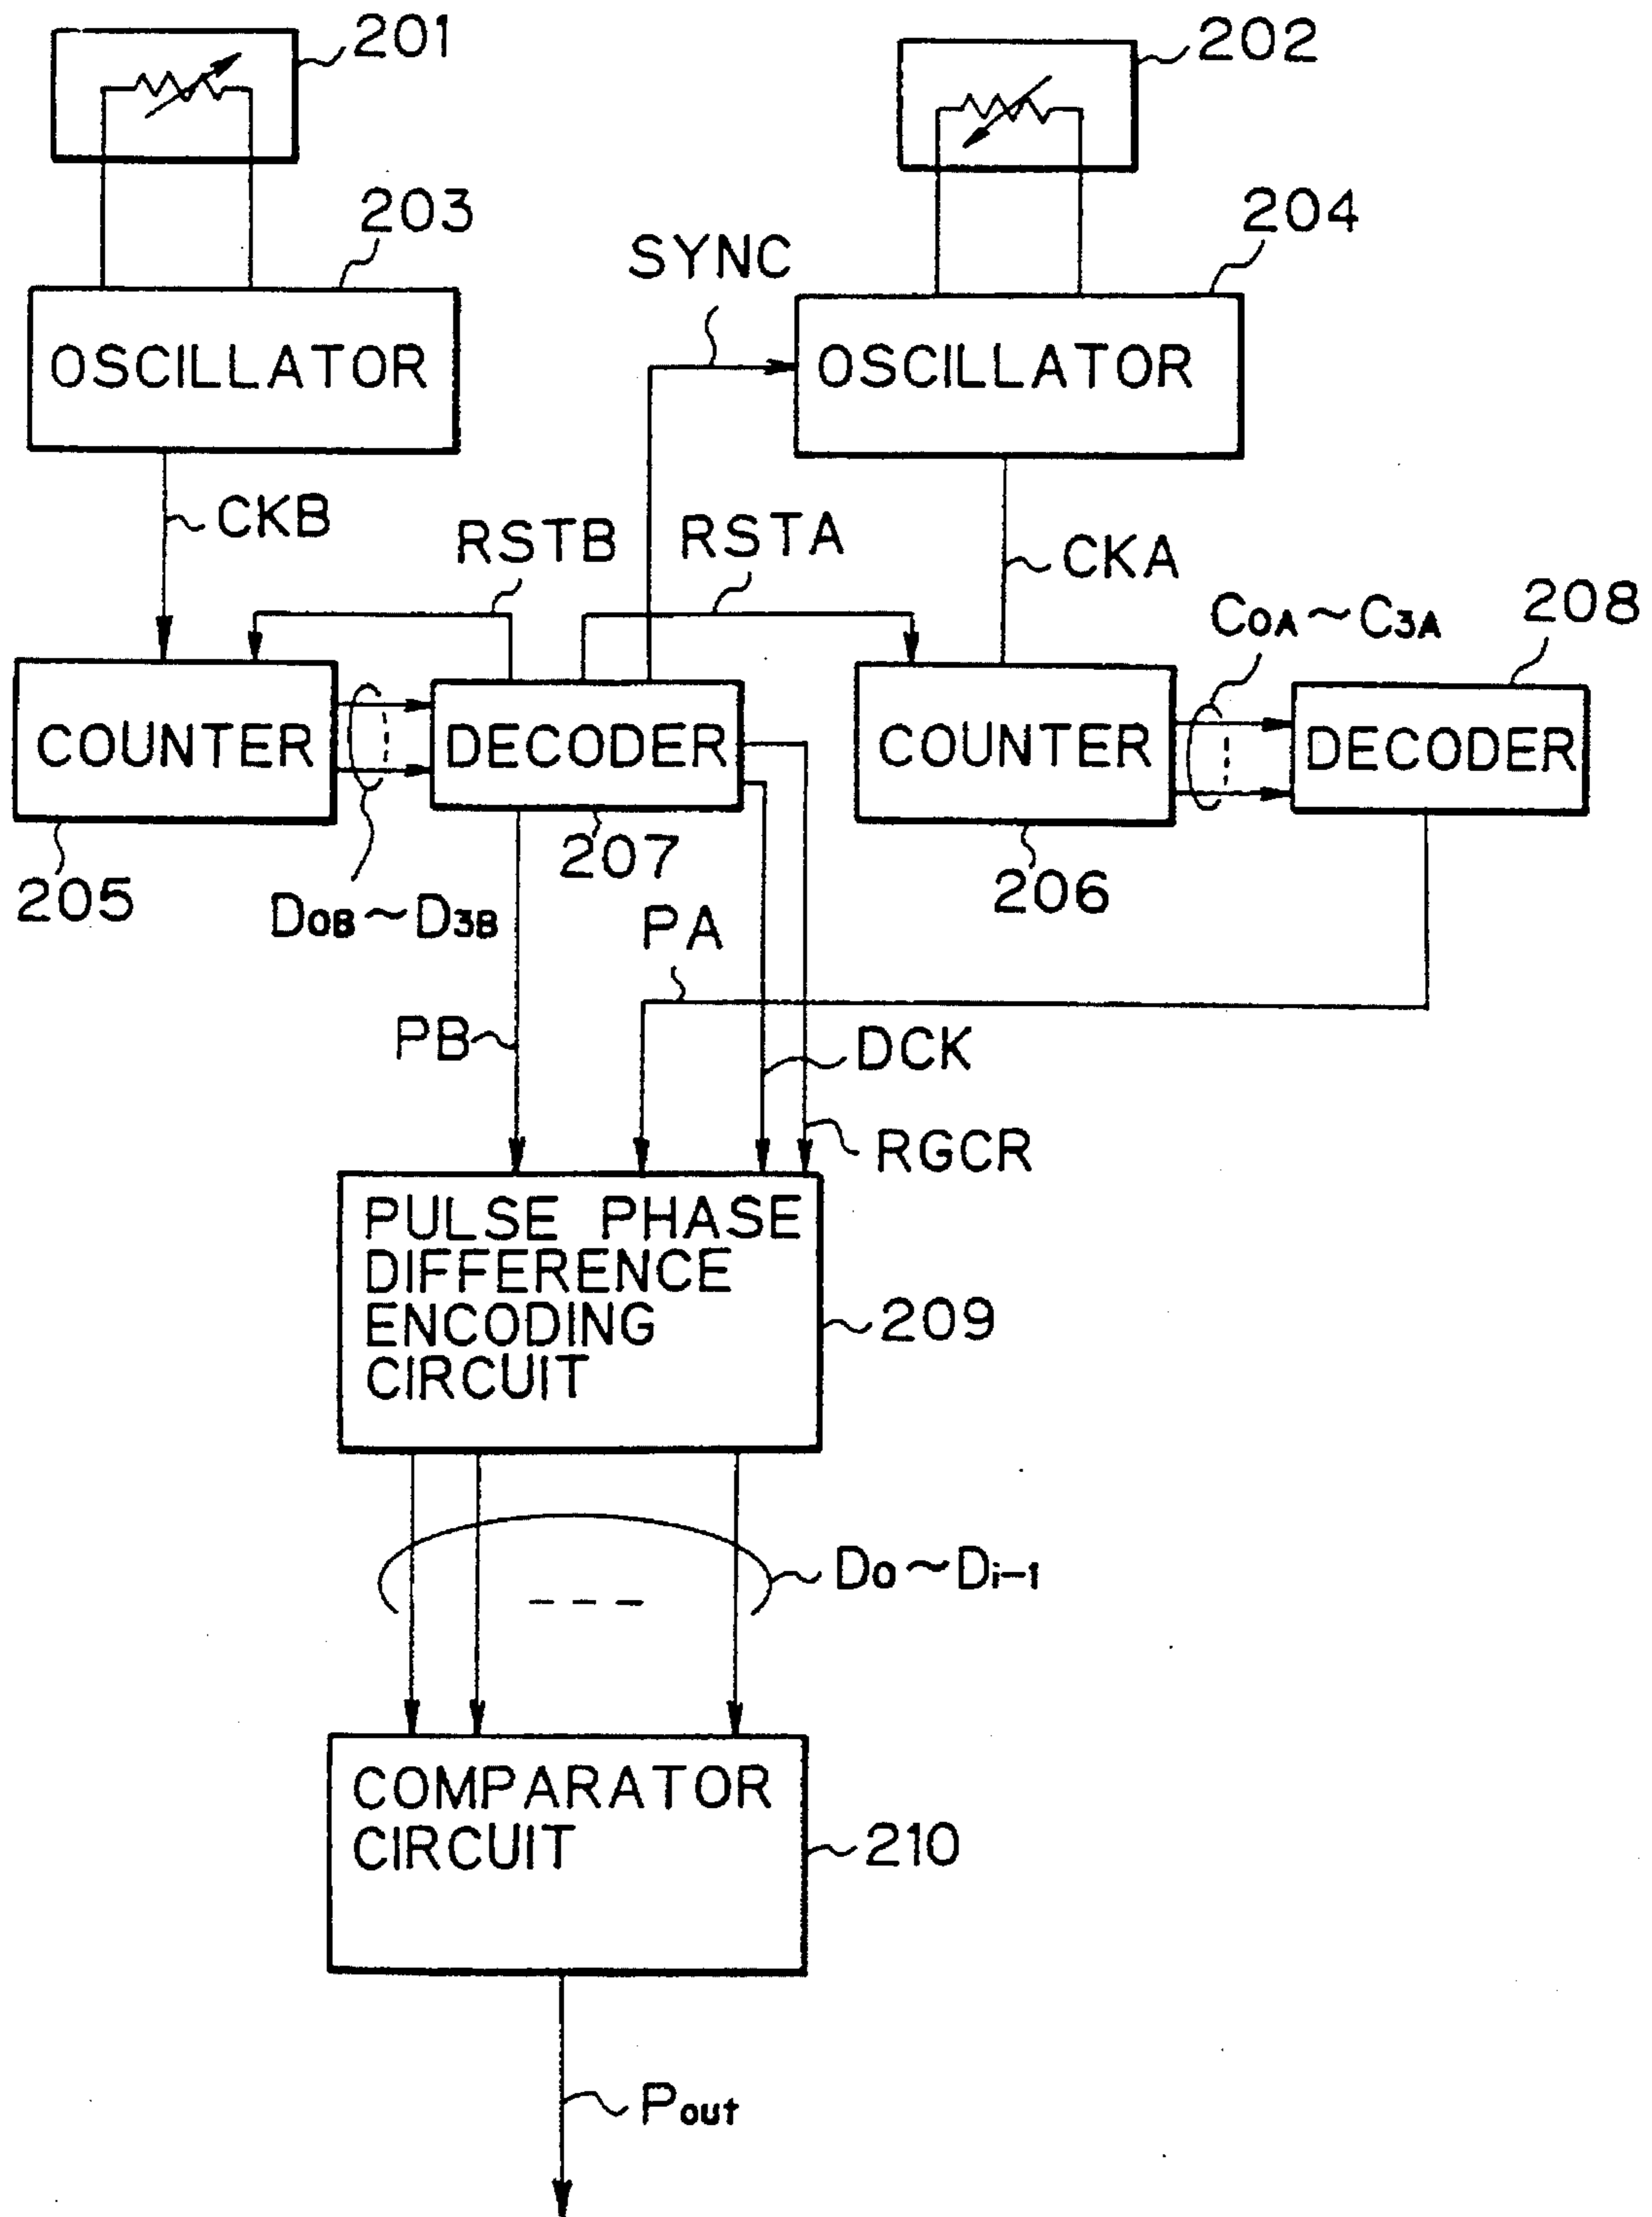 201
202
203
204
SYNC
OSCILLATOR
OSCILLATOR
CKB
RSTB
RSTA
CKA
C0A~C3A
208
COUNTER
DECODER
COUNTER
DECODER
205
207
206
D0B~D3B
PA
PB
DCK
RGCR
PULSE PHASE
DIFFERENCE
ENCODING
CIRCUIT
209
D0~Di-1
COMPARATOR
CIRCUIT
210
Pout